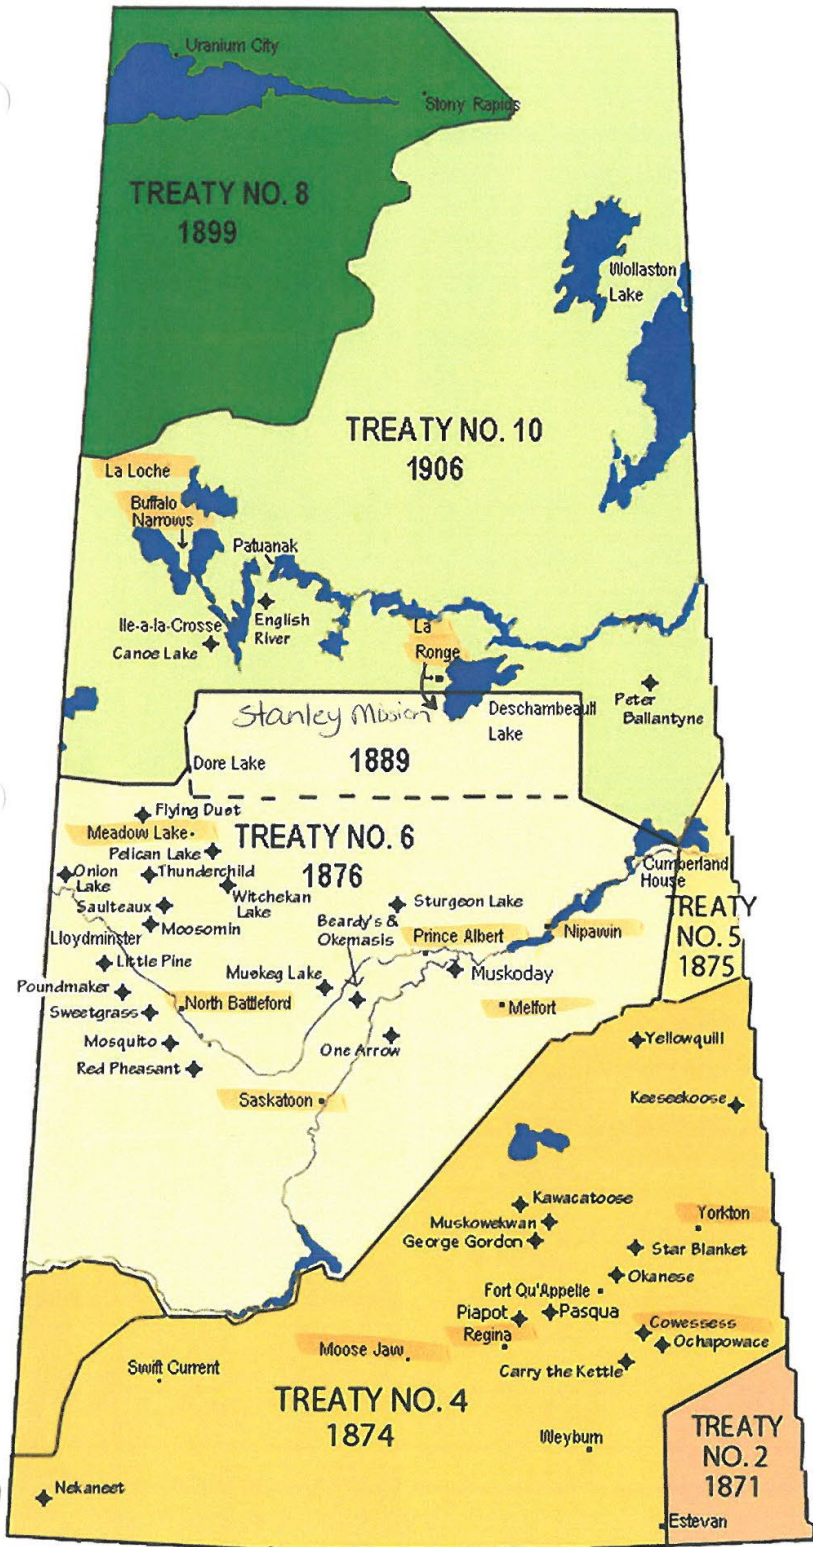 Uranium City
Stony Rapids
TREATY NO. 8
1899
Wollaston
Lake
TREATY NO. 10
1906
La Loche
Buffalo
Narrows
Patuanak
Ile-a-la-Crosse
English
River
Canoe Lake
La
Ronge
Peter
Ballantyne
Stanley Mission
Deschambeault
Lake
Dore Lake
1889
Flying Dust
Meadow Lake
TREATY NO. 6
1876
Pelican Lake
Onion
Lake
Thunderchild
Witchekan
Lake
Cumberland
House
Saulteaux
Sturgeon Lake
TREATY
NO. 5
1875
Moosomin
Beardy's &
Okemasis
Lloydminster
Prince Albert
Nipawin
Little Pine
Muskeg Lake
Muskoday
Poundmaker
North Battleford
Melfort
Sweetgrass
Mosquito
One Arrow
Yellowquill
Red Pheasant
Saskatoon
Keeseekoose
Kawacatoose
Muskowekwan
Yorkton
George Gordon
Star Blanket
Okanese
Fort Qu'Appelle
Piapot
Pasqua
Cowessess
Regina
Ochapowace
Moose Jaw
Swift Current
Carry the Kettle
TREATY NO. 4
1874
Weyburn
TREATY
NO. 2
1871
Nekaneet
Estevan